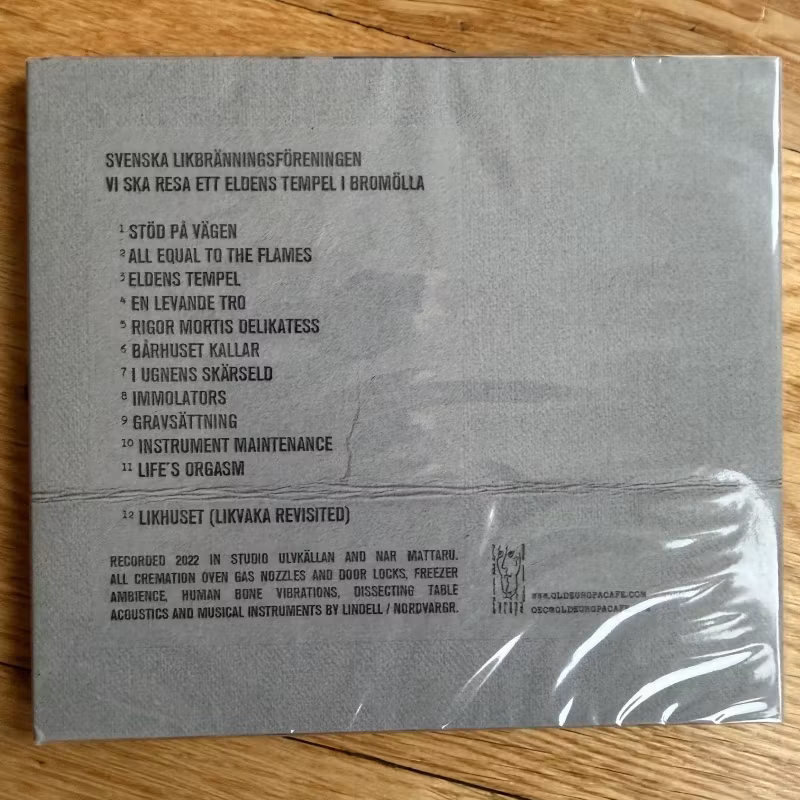 SVENSKA LIKBRÄNNINGSFÖRENINGEN
VI SKA RESA ETT ELDENS TEMPEL I BROMÖLLA
1 STÖD PÅ VÄGEN
2 ALL EQUAL TO THE FLAMES
3 ELDENS TEMPEL
4 EN LEVANDE TRO
5 RIGOR MORTIS DELIKATESS
6 BÅRHUSET KALLAR
7 I UGNENS SKÄRSELD
8 IMMOLATORS
9 GRAVSÄTTNING
10 INSTRUMENT MAINTENANCE
11 LIFE'S ORGASM
12 LIKHUSET (LIKVAKA REVISITED)
RECORDED 2022 IN STUDIO ULVKÄLLAN AND NAR MATTARU.
ALL CREMATION OVEN GAS NOZZLES AND DOOR LOCKS, FREEZER
AMBIENCE, HUMAN BONE VIBRATIONS, DISSECTING TABLE
ACOUSTICS AND MUSICAL INSTRUMENTS BY LINDELL / NORDVARGR.
WWW.OLDEUROPACAFE.COM